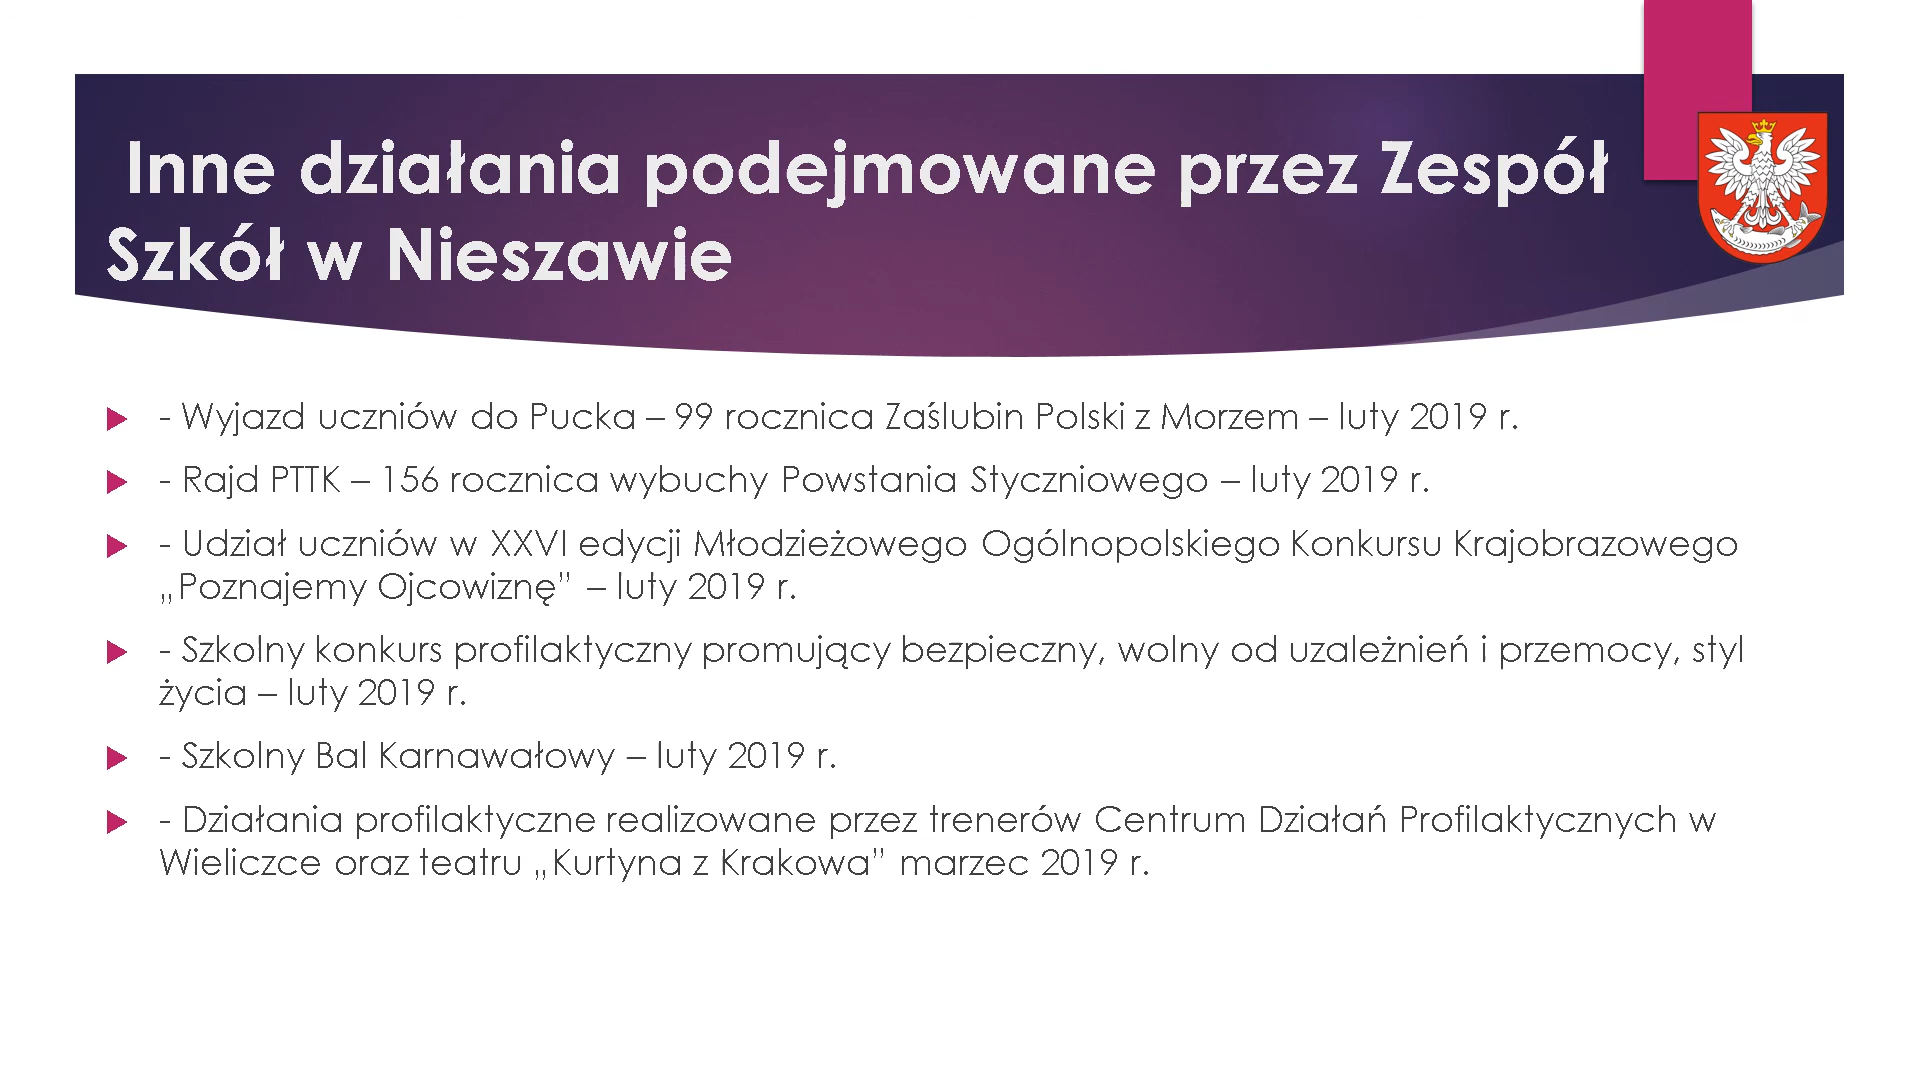 Inne działania podejmowane przez Zespół
Szkół w Nieszawie
- Wyjazd uczniów do Pucka – 99 rocznica Zaślubin Polski z Morzem – luty 2019 r.
- Rajd PTTK – 156 rocznica wybuchy Powstania Styczniowego – luty 2019 r.
- Udział uczniów w XXVI edycji Młodzieżowego Ogólnopolskiego Konkursu Krajobrazowego
„Poznajemy Ojcowiznę” – luty 2019 r.
- Szkolny konkurs profilaktyczny promujący bezpieczny, wolny od uzależnień i przemocy, styl
życia – luty 2019 r.
- Szkolny Bal Karnawałowy – luty 2019 r.
- Działania profilaktyczne realizowane przez trenerów Centrum Działań Profilaktycznych w
Wieliczce oraz teatru „Kurtyna z Krakowa” marzec 2019 r.